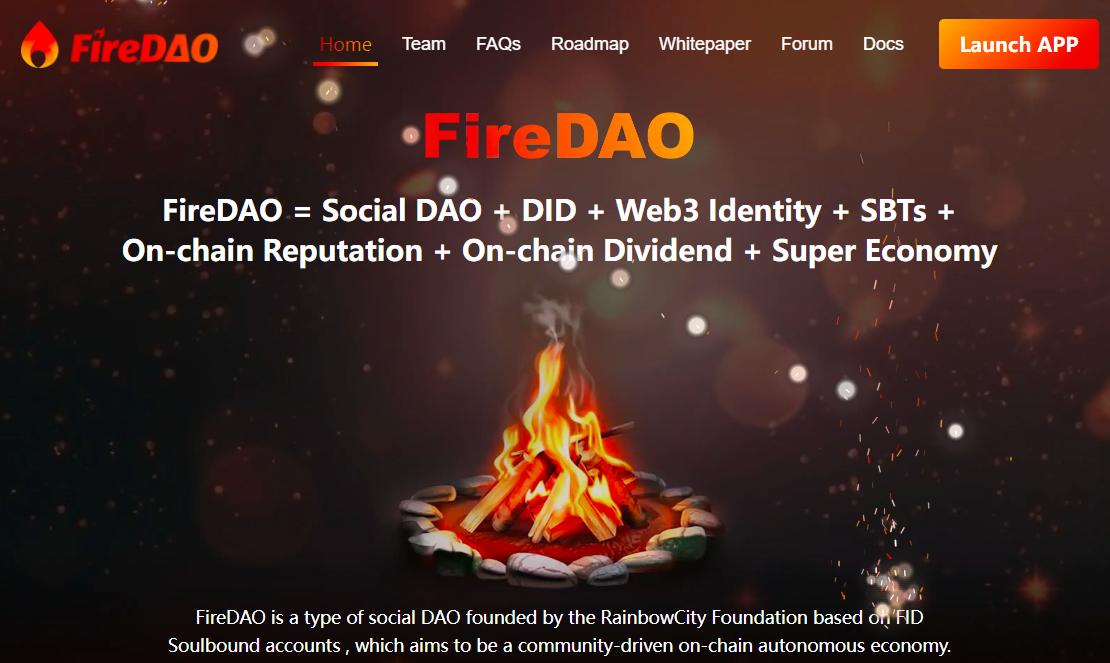 FireDAO
Home
Team
FAQs
Roadmap
Whitepaper
Forum
Docs
Launch APP
FireDAO
FireDAO = Social DAO + DID + Web3 Identity + SBTs +
On-chain Reputation + On-chain Dividend + Super Economy
FireDAO is a type of social DAO founded by the RainbowCity Foundation based on FID
Soulbound accounts , which aims to be a community-driven on-chain autonomous economy.